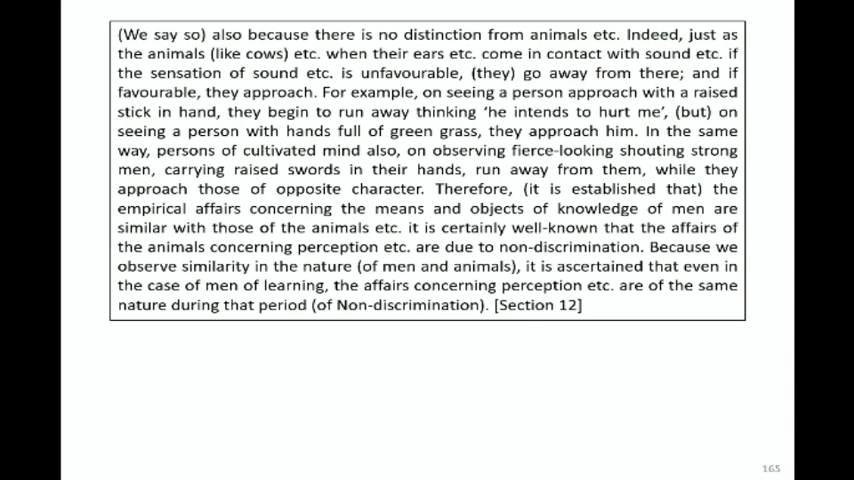 (We say so) also because there is no distinction from animals etc. Indeed, just as
the animals (like cows) etc. when their ears etc. come in contact with sound etc. if
the sensation of sound etc. is unfavourable, (they) go away from there; and if
favourable, they approach. For example, on seeing a person approach with a raised
stick in hand, they begin to run away thinking ‘he intends to hurt me’, (but) on
seeing a person with hands full of green grass, they approach him. In the same
way, persons of cultivated mind also, on observing fierce-looking shouting strong
men, carrying raised swords in their hands, run away from them, while they
approach those of opposite character. Therefore, (it is established that) the
empirical affairs concerning the means and objects of knowledge of men are
similar with those of the animals etc. it is certainly well-known that the affairs of
the animals concerning perception etc. are due to non-discrimination. Because we
observe similarity in the nature (of men and animals), it is ascertained that even in
the case of men of learning, the affairs concerning perception etc. are of the same
nature during that period (of Non-discrimination). [Section 12]
165